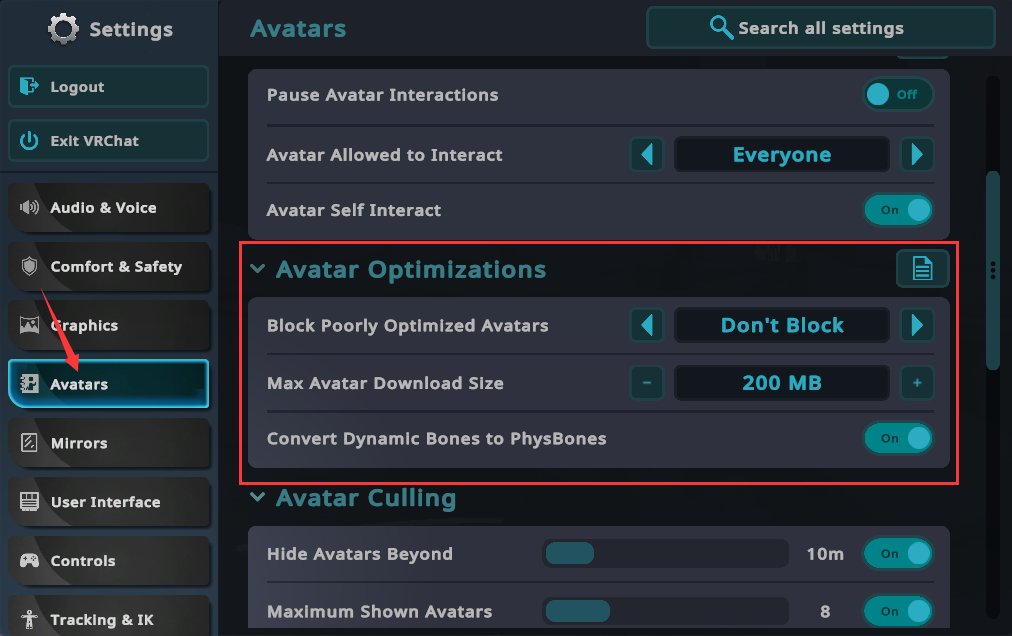 Settings
Logout
Exit VRChat
Audio & Voice
Comfort & Safety
Graphics
Avatars
Mirrors
User Interface
Controls
Tracking & IK
Avatars
Search all settings
Pause Avatar Interactions
Off
Avatar Allowed to Interact
Everyone
Avatar Self Interact
On
Avatar Optimizations
Block Poorly Optimized Avatars
Don't Block
Max Avatar Download Size
- 200 MB +
Convert Dynamic Bones to PhysBones
On
Avatar Culling
Hide Avatars Beyond
10m
On
Maximum Shown Avatars
8
On